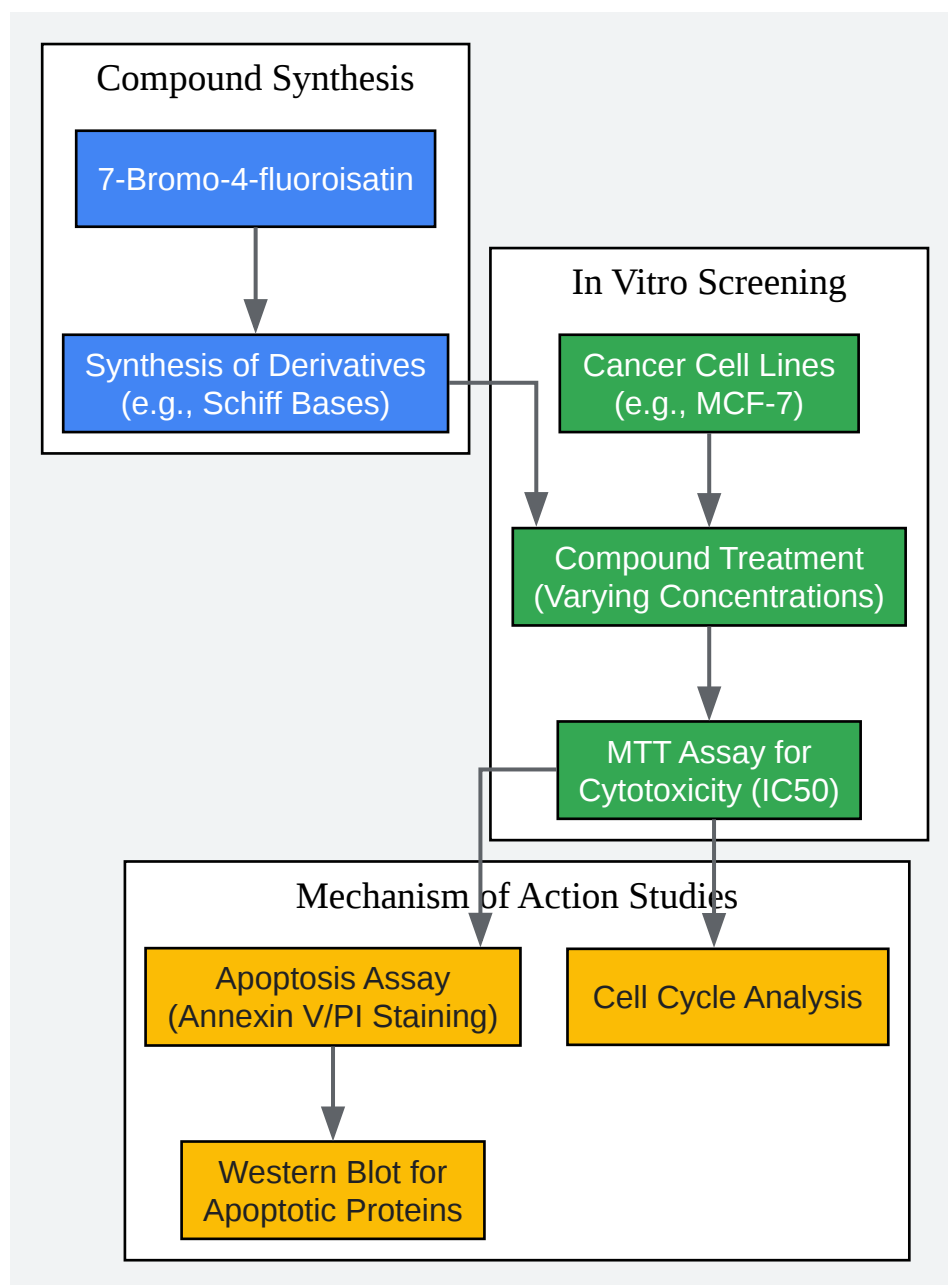 Compound Synthesis
7-Bromo-4-fluoroisatin
Synthesis of Derivatives
(e.g., Schiff Bases)
In Vitro Screening
Cancer Cell Lines
(e.g., MCF-7)
Compound Treatment
(Varying Concentrations)
MTT Assay for
Cytotoxicity (IC50)
Mechanism of Action Studies
Apoptosis Assay
(Annexin V/PI Staining)
Cell Cycle Analysis
Western Blot for
Apoptotic Proteins